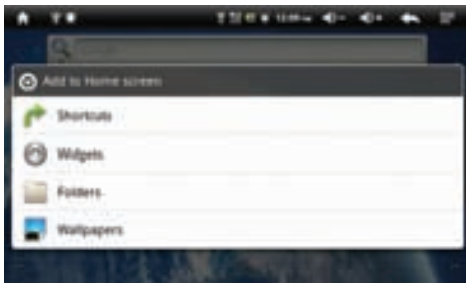 Add to Home screen
Shortcuts
Widgets
Folders
Wallpapers